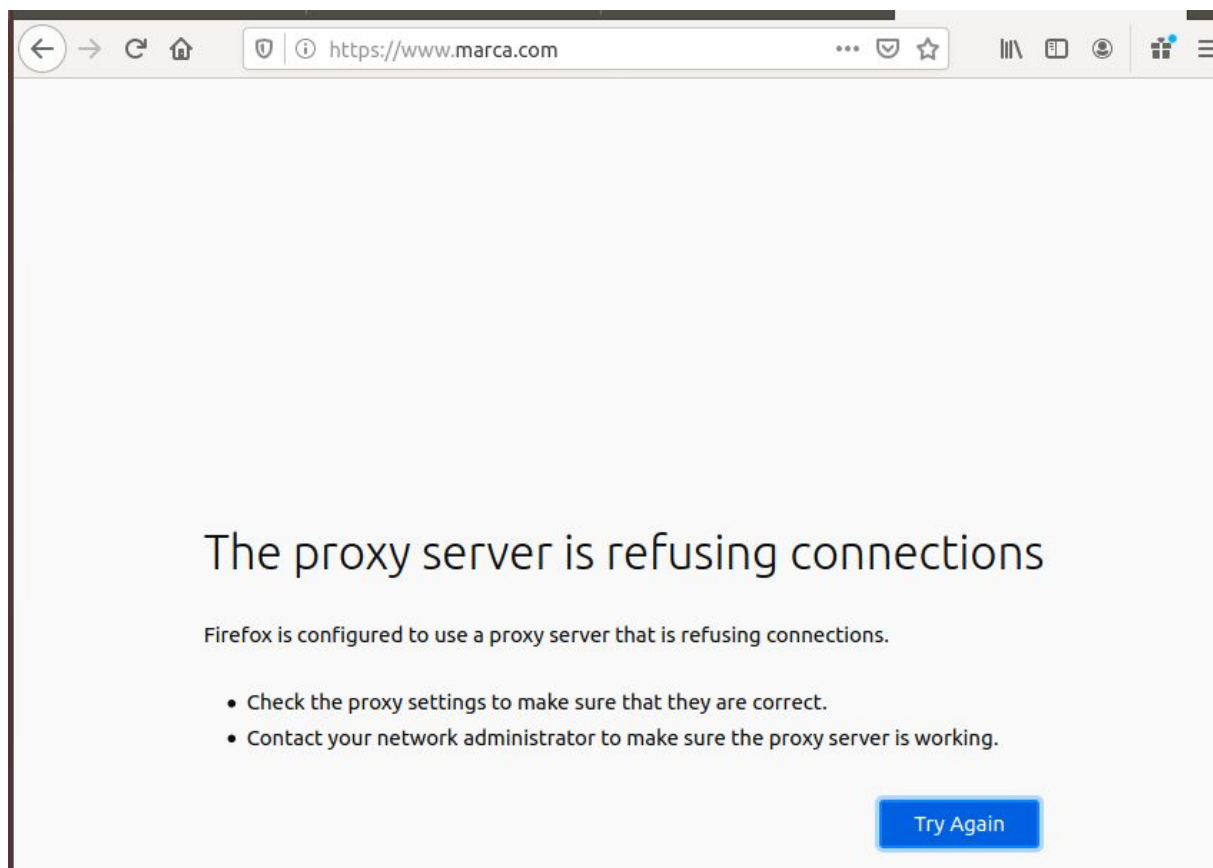 https://www.marca.com
The proxy server is refusing connections
Firefox is configured to use a proxy server that is refusing connections.
• Check the proxy settings to make sure that they are correct.
• Contact your network administrator to make sure the proxy server is working.
Try Again